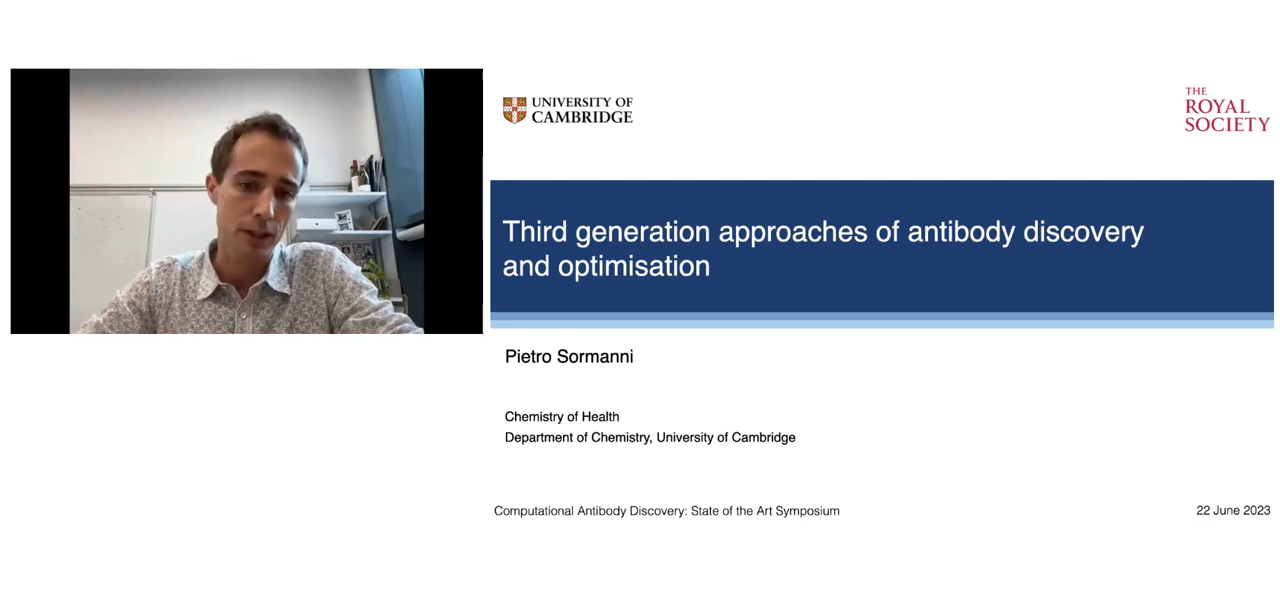 UNIVERSITY OF
CAMBRIDGE
THE
ROYAL
SOCIETY
Third generation approaches of antibody discovery
and optimisation
Pietro Sormanni
Chemistry of Health
Department of Chemistry, University of Cambridge
Computational Antibody Discovery: State of the Art Symposium
22 June 2023